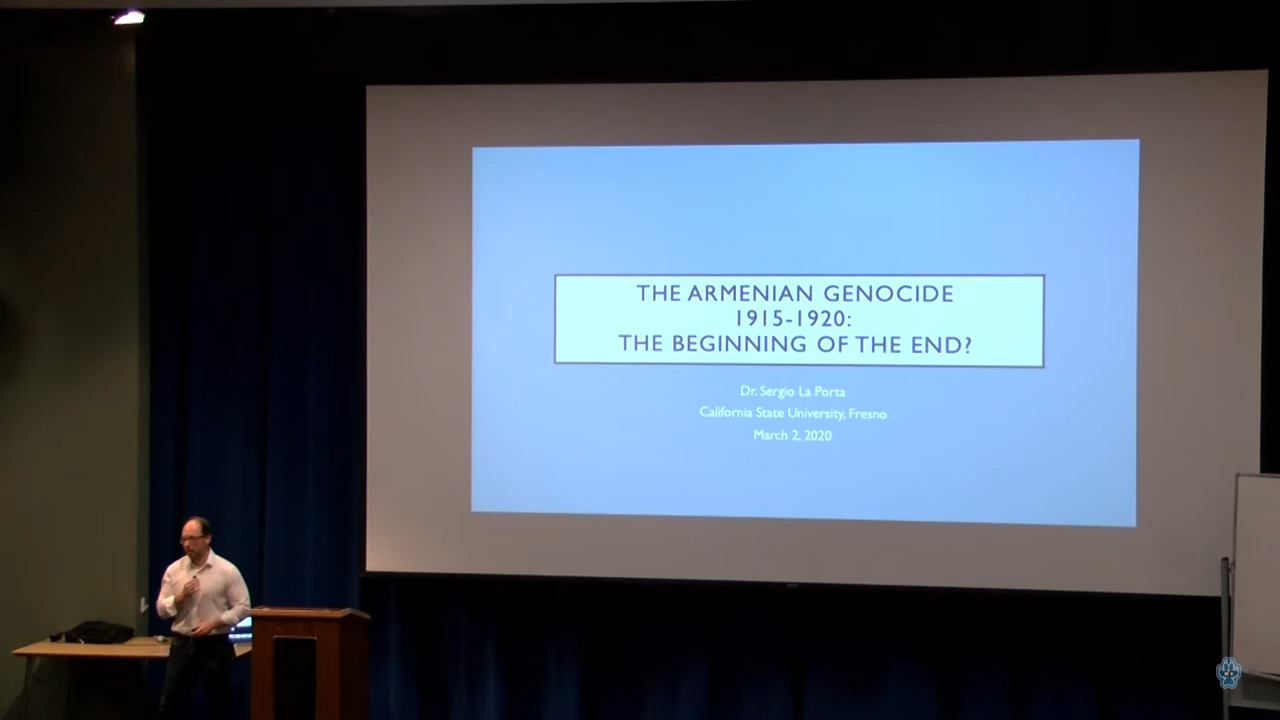 THE ARMENIAN GENOCIDE
1915-1920:
THE BEGINNING OF THE END?
Dr. Sergio La Porta
California State University, Fresno
March 2, 2020